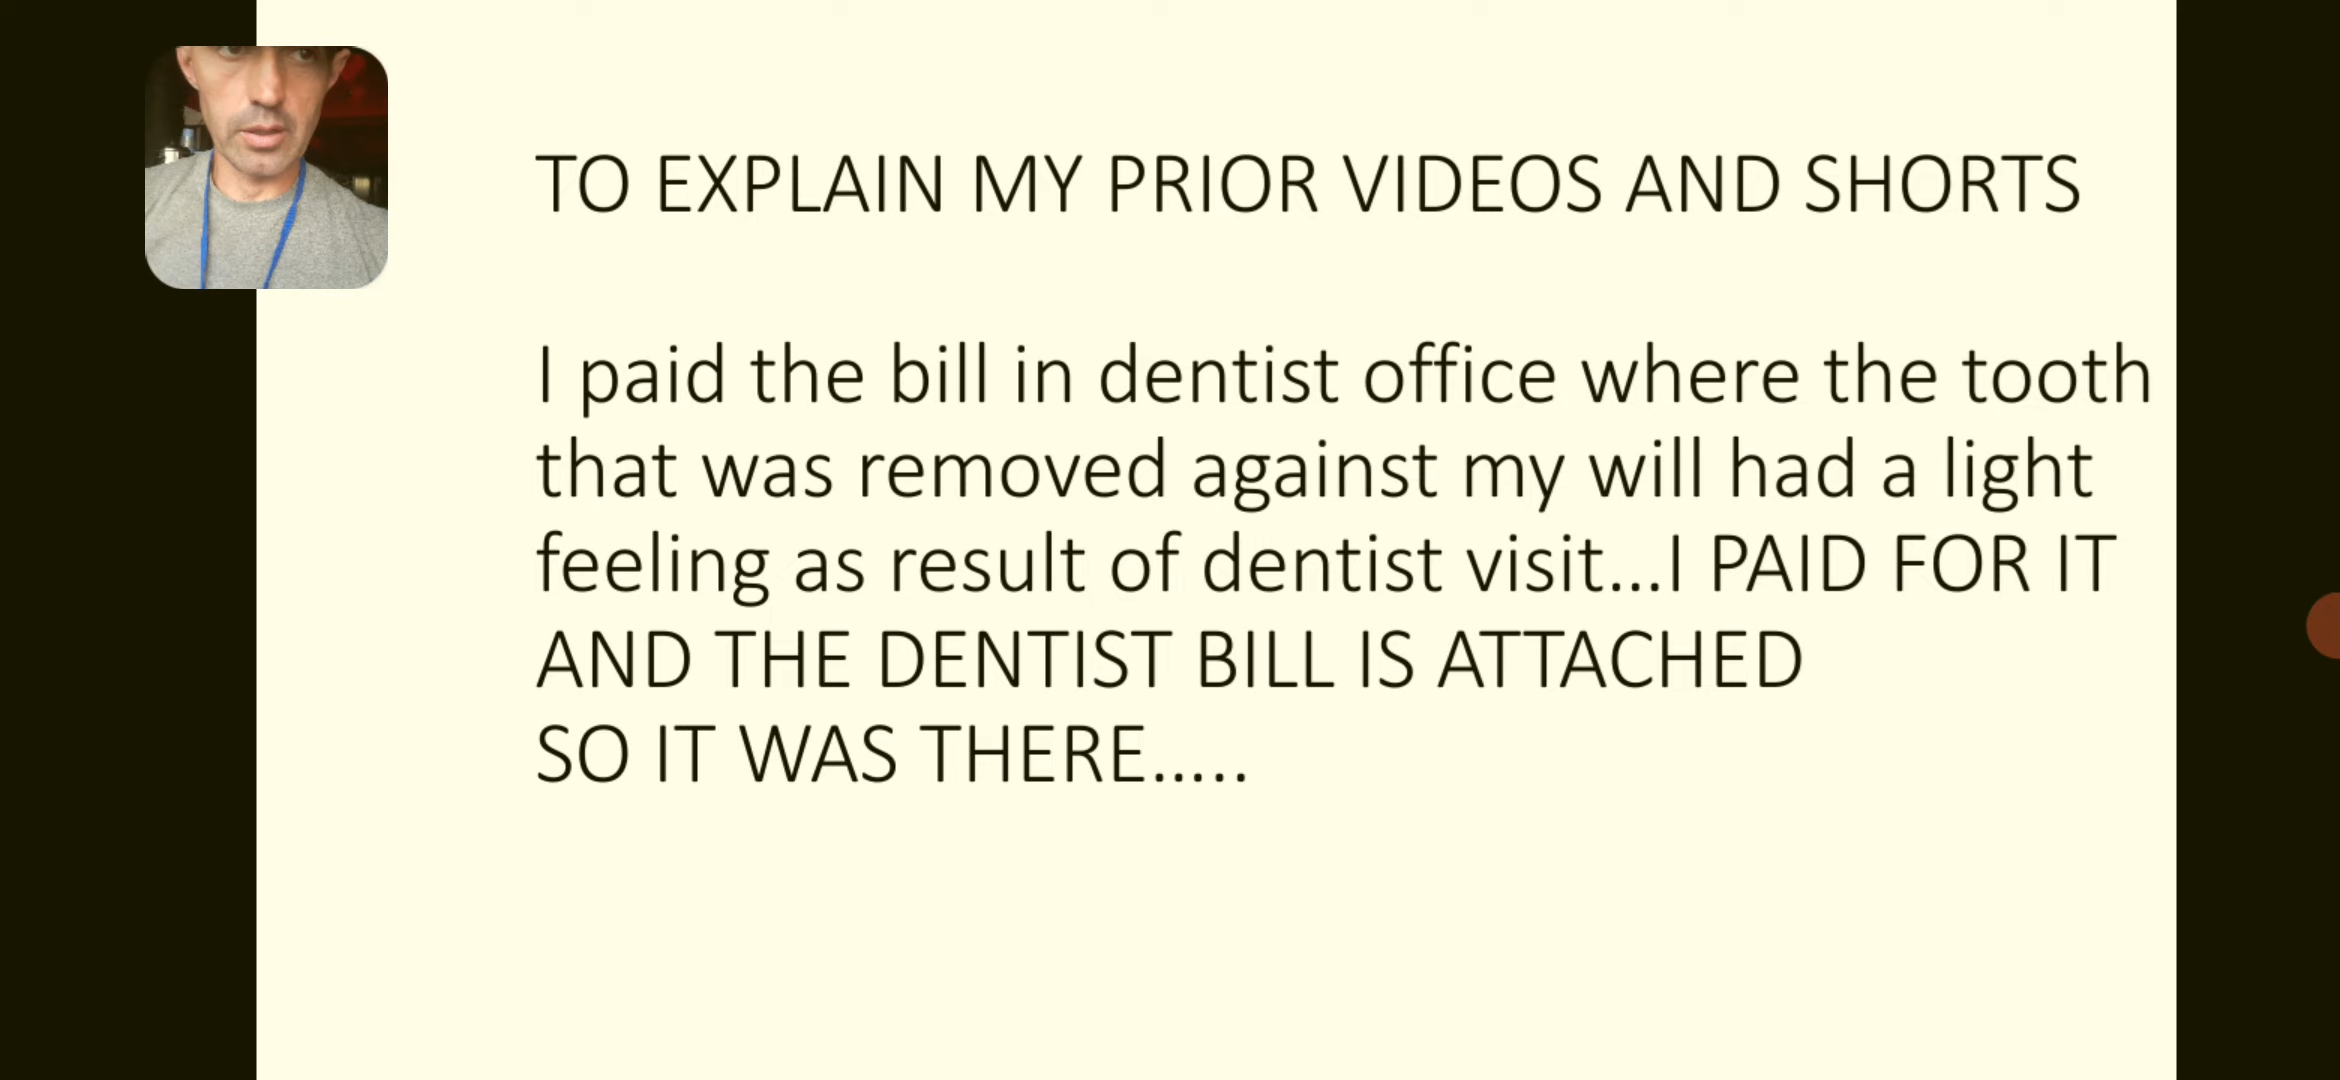 TO EXPLAIN MY PRIOR VIDEOS AND SHORTS
I paid the bill in dentist office where the tooth
that was removed against my will had a light
feeling as result of dentist visit...I PAID FOR IT
AND THE DENTIST BILL IS ATTACHED
SO IT WAS THERE.....